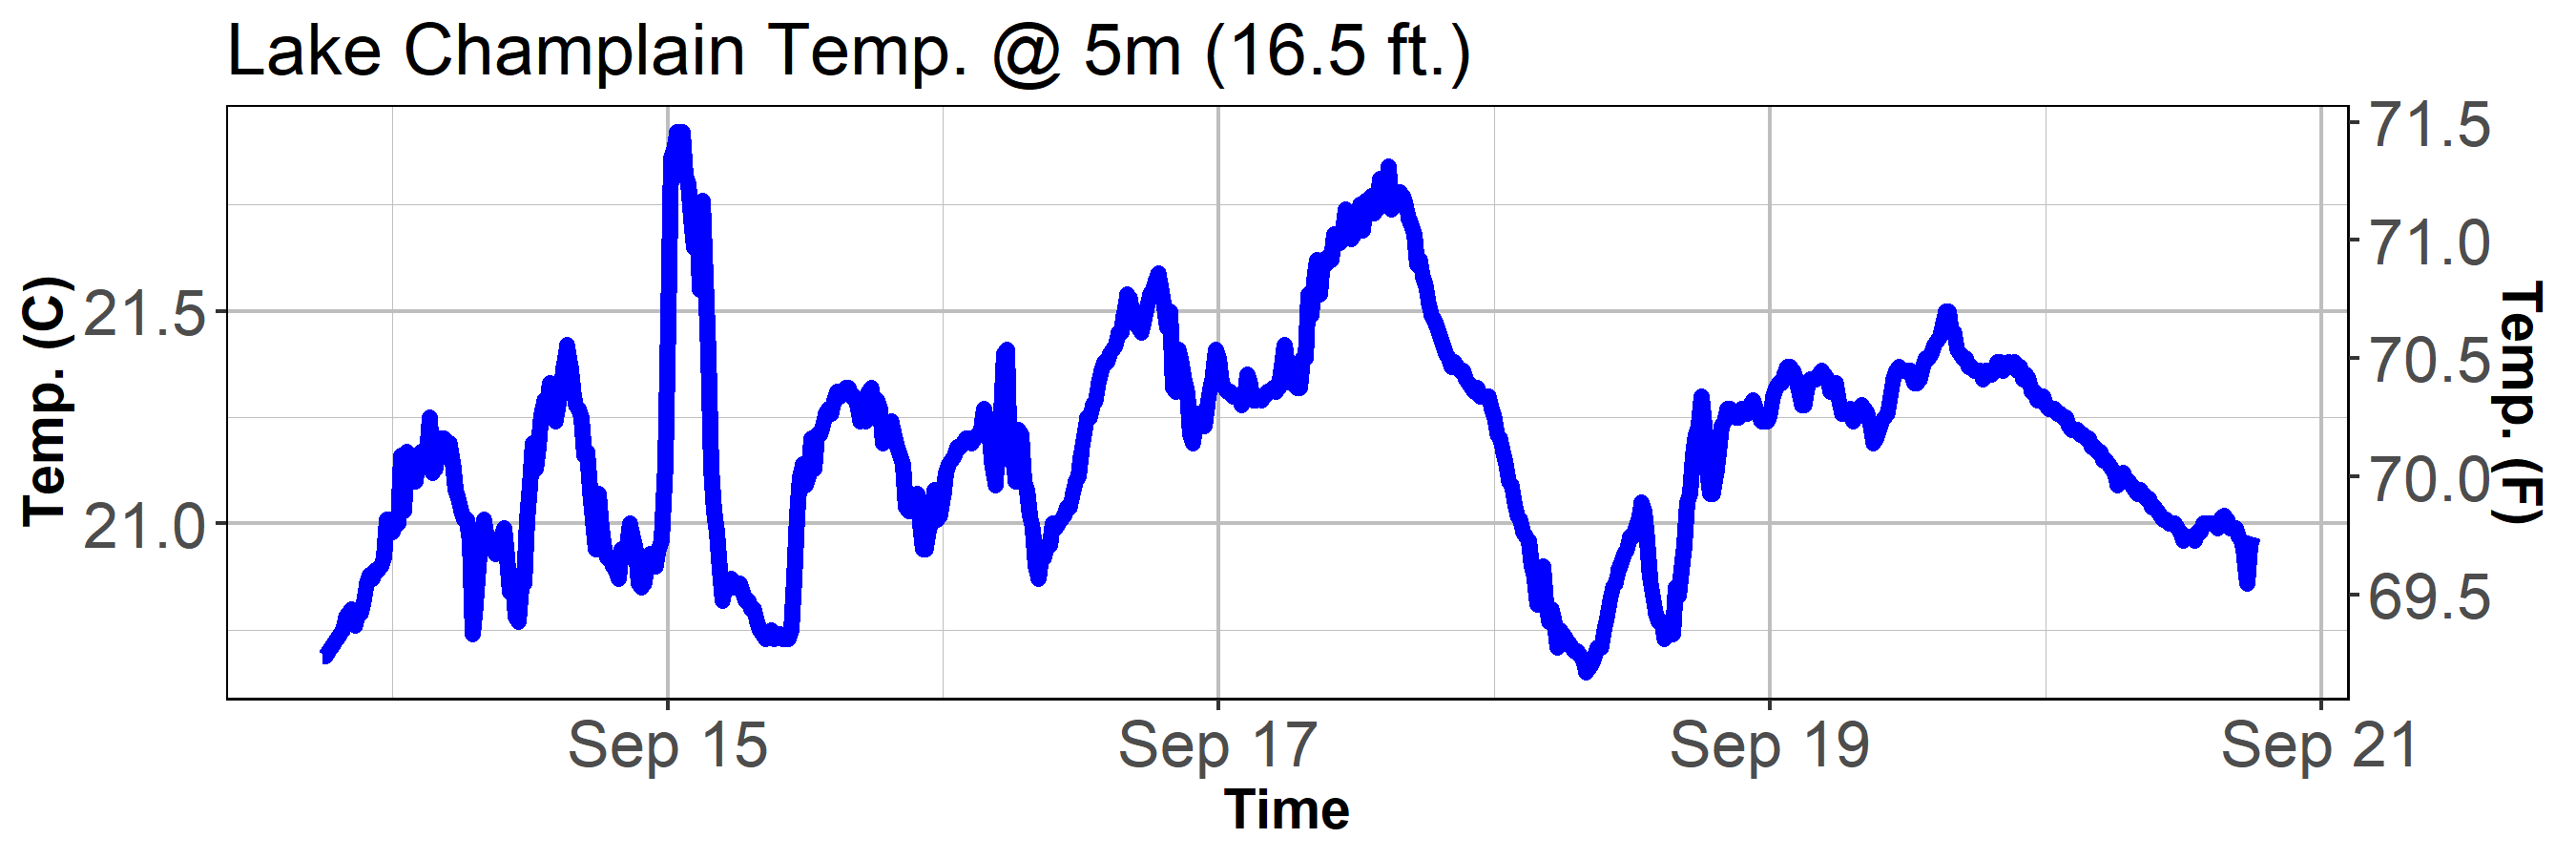 Lake Champlain Temp. @ 5m (16.5 ft.)
Temp. (C)
21.5
21.0
71.5
71.0
70.5
70.0
69.5
Temp. (F)
Sep 15
Sep 17
Sep 19
Sep 21
Time